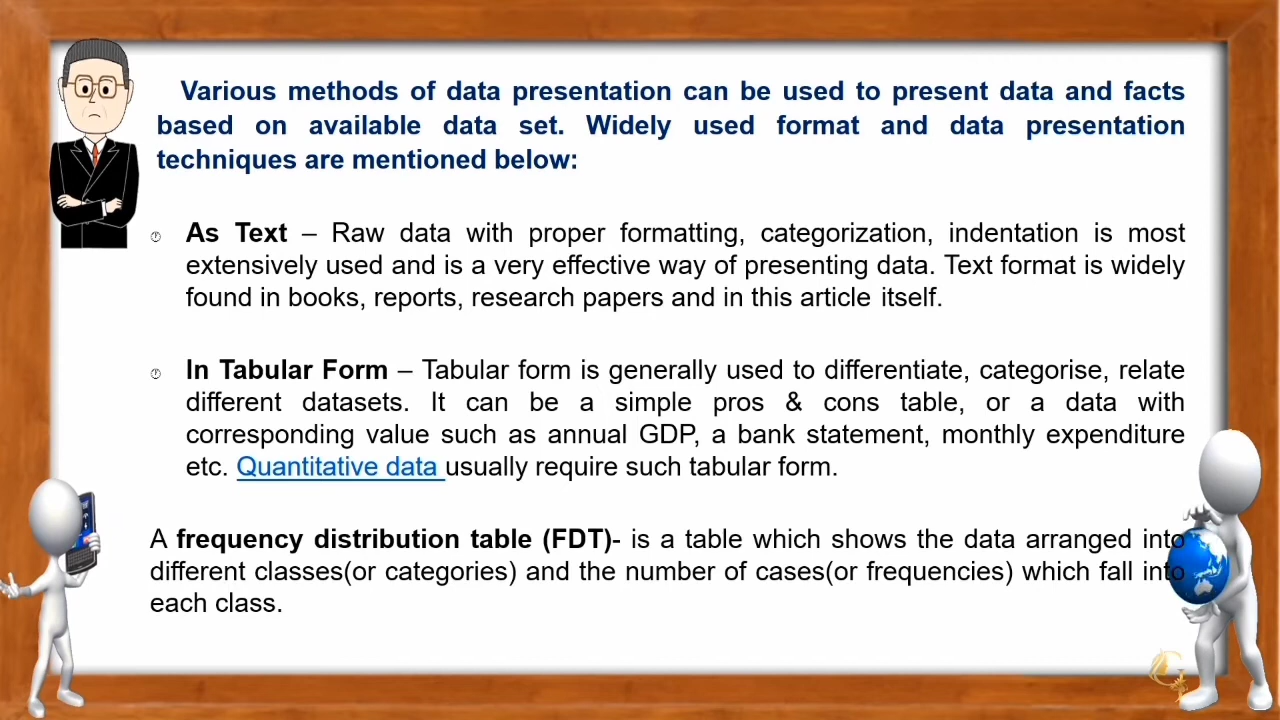 Various methods of data presentation can be used to present data and facts
based on available data set. Widely used format and data presentation
techniques are mentioned below:
As Text – Raw data with proper formatting, categorization, indentation is most
extensively used and is a very effective way of presenting data. Text format is widely
found in books, reports, research papers and in this article itself.
In Tabular Form – Tabular form is generally used to differentiate, categorise, relate
different datasets. It can be a simple pros & cons table, or a data with
corresponding value such as annual GDP, a bank statement, monthly expenditure
etc. Quantitative data usually require such tabular form.
A frequency distribution table (FDT)- is a table which shows the data arranged into
different classes(or categories) and the number of cases(or frequencies) which fall into
each class.